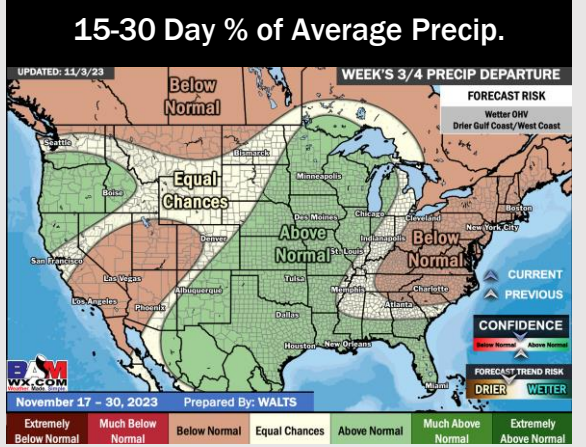 15-30 Day % of Average Precip.
UPDATED: 11/3/23
WEEK'S 3/4 PRECIP DEPARTURE
FORECAST RISK
Wetter OHV
Drier Gulf Coast/West Coast
Below
Normal
Seattle
Bismarck
Minneapolis
Boise
Equal
Chances
Boston
Des Moines
Chicago
Cleveland
New York City
Denver
Above
Normal
St. Louis
Indianapolis
Below
Normal
San Francisco
Las Vegas
Tulsa
Memphis
Charlotte
CURRENT
Los Angeles
Albuquerque
Atlanta
PREVIOUS
Phoenix
Dallas
CONFIDENCE
Below Normal
Above Normal
Houston
New Orleans
FORECAST TREND RISK
DRIER
WETTER
Miami
BAM
WX.COM
Weather. Made. Simple.
November 17 – 30, 2023
Prepared By: WALTS
Extremely
Below Normal
Much Below
Normal
Below Normal
Equal Chances
Above Normal
Much Above
Normal
Extremely
Above Normal